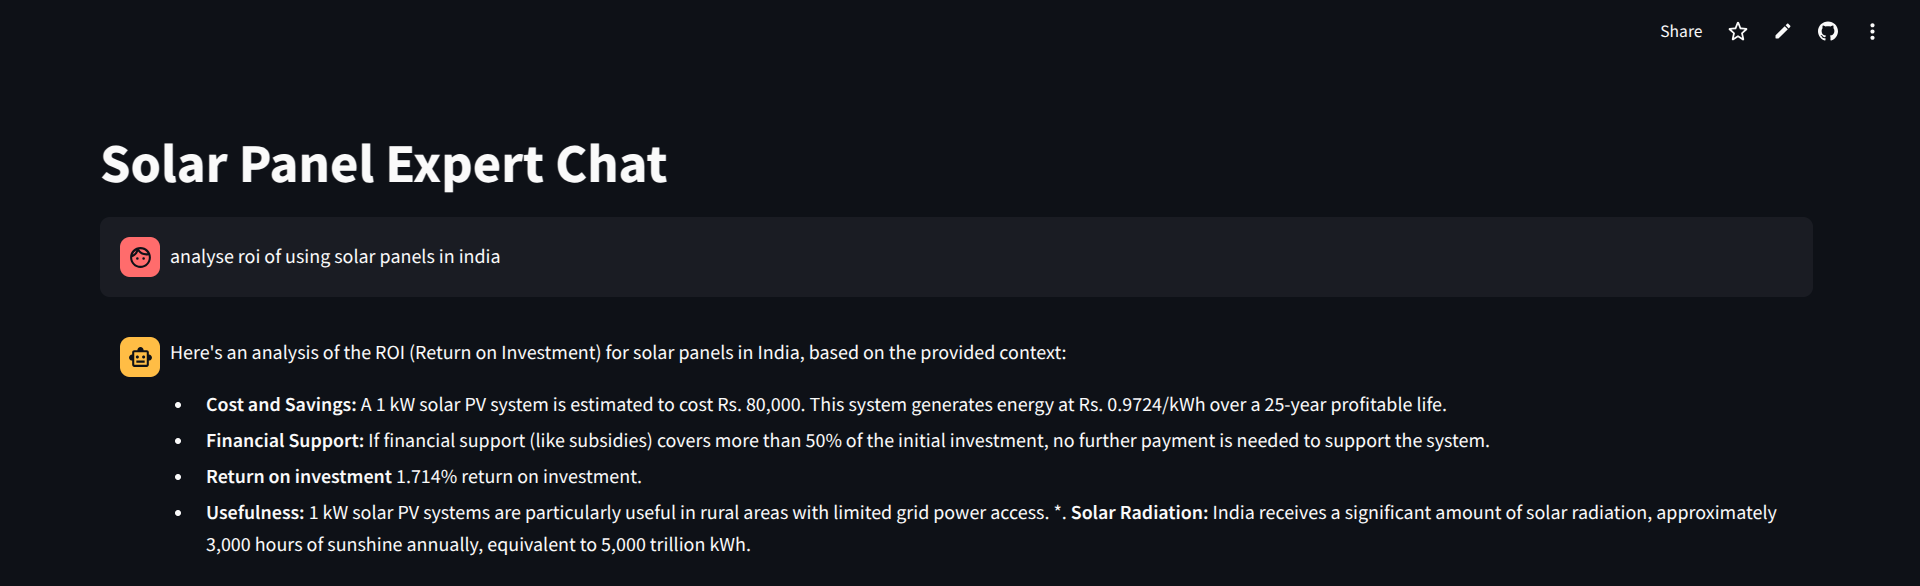 Share
Solar Panel Expert Chat
analyse roi of using solar panels in india
Here's an analysis of the ROI (Return on Investment) for solar panels in India, based on the provided context:
• Cost and Savings: A 1 kW solar PV system is estimated to cost Rs. 80,000. This system generates energy at Rs. 0.9724/kWh over a 25-year profitable life.
• Financial Support: If financial support (like subsidies) covers more than 50% of the initial investment, no further payment is needed to support the system.
• Return on investment 1.714% return on investment.
• Usefulness: 1 kW solar PV systems are particularly useful in rural areas with limited grid power access. *. Solar Radiation: India receives a significant amount of solar radiation, approximately
3,000 hours of sunshine annually, equivalent to 5,000 trillion kWh.